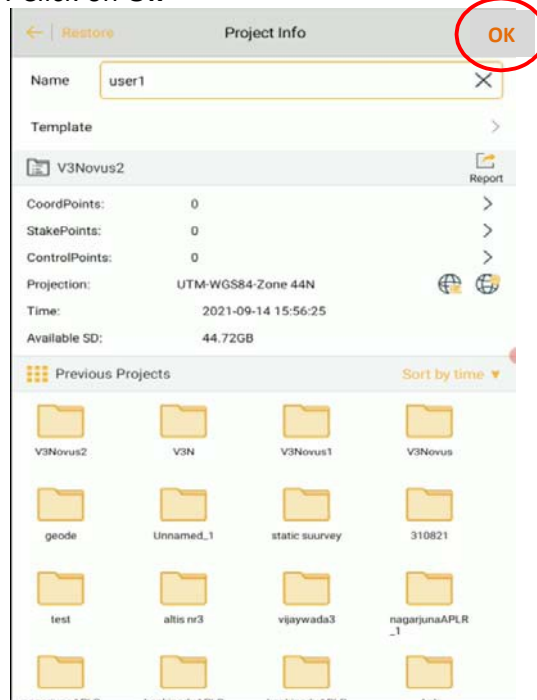 ← | Restore Project Info OK
Name user1
Template
V3Novus2 Report
CoordPoints: 0
StakePoints: 0
ControlPoints: 0
Projection: UTM-WGS84-Zone 44N
Time: 2021-09-14 15:56:25
Available SD: 44.72GB
Previous Projects Sort by time ▼
V3Novus2 V3N V3Novus1 V3Novus
geode Unnamed_1 static suurvey 310821
test altis nr3 vijaywada3 nagarjunaAPLR
_1